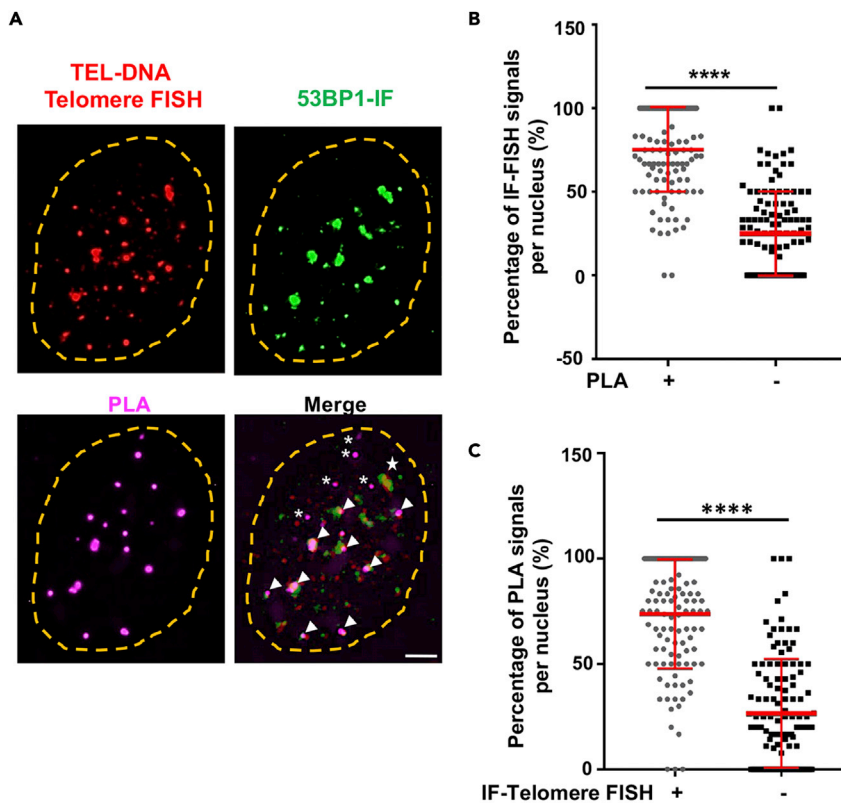 A
TEL-DNA
Telomere FISH
53BP1-IF
PLA
Merge
*
*
*
*
*
B
Percentage of IF-FISH signals
per nucleus (%)
150
100
50
0
-50
****
PLA
+
-
C
Percentage of PLA signals
per nucleus (%)
150
100
50
0
****
IF-Telomere FISH
+
-